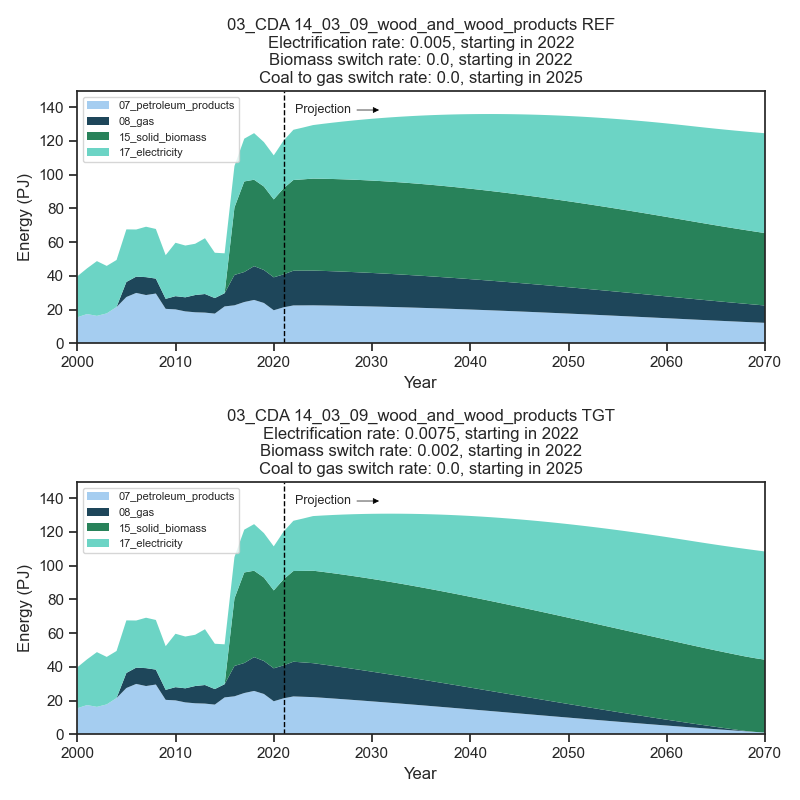 03_CDA 14_03_09_wood_and_wood_products REF
Electrification rate: 0.005, starting in 2022
Biomass switch rate: 0.0, starting in 2022
Coal to gas switch rate: 0.0, starting in 2025
07_petroleum_products
08_gas
15_solid_biomass
17_electricity
Projection
Energy (PJ)
140
120
100
80
60
40
20
0
2000 2010 2020 2030 2040 2050 2060 2070
Year
03_CDA 14_03_09_wood_and_wood_products TGT
Electrification rate: 0.0075, starting in 2022
Biomass switch rate: 0.002, starting in 2022
Coal to gas switch rate: 0.0, starting in 2025
07_petroleum_products
08_gas
15_solid_biomass
17_electricity
Projection
Energy (PJ)
140
120
100
80
60
40
20
0
2000 2010 2020 2030 2040 2050 2060 2070
Year